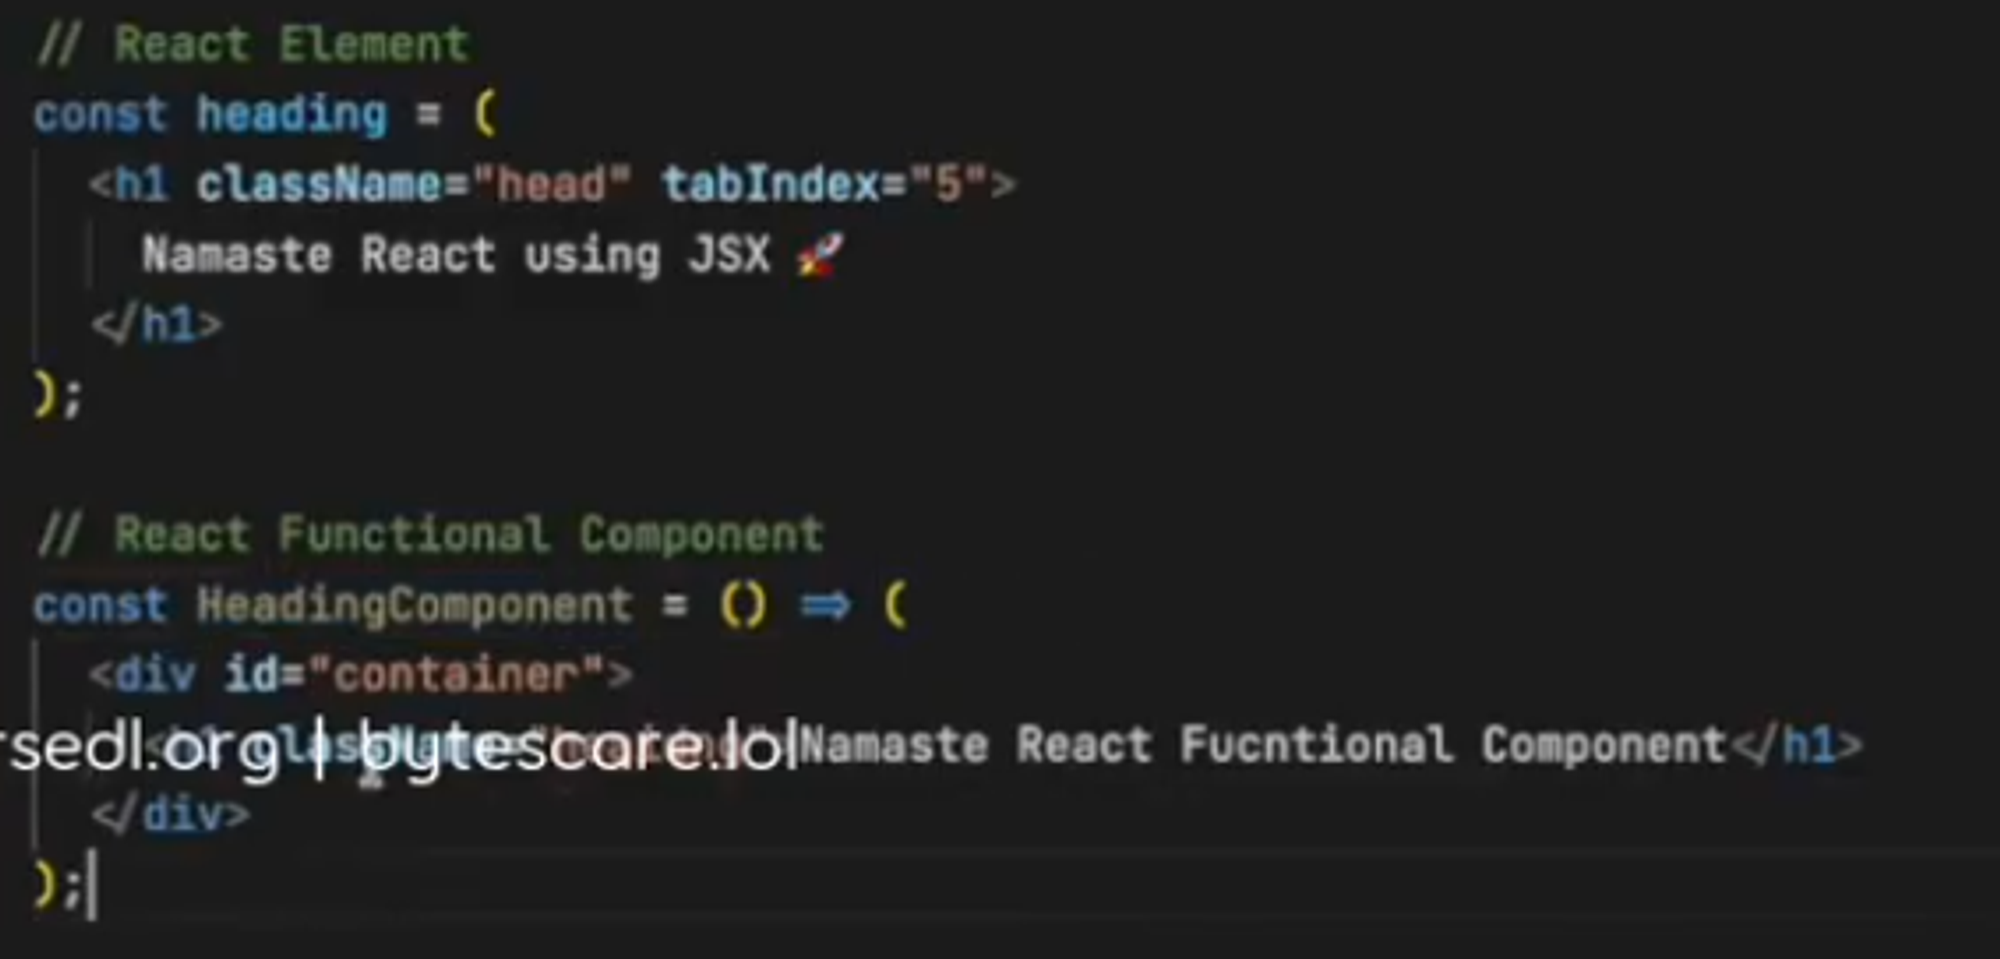 // React Element
const heading = (
<h1 className="head" tabIndex="5">
Namaste React using JSX 🚀
</h1>
);
// React Functional Component
const HeadingComponent = () => (
<div id="container">
rsedl.org | bytescare.lol
Namaste React Fucntional Component</h1>
</div>
);